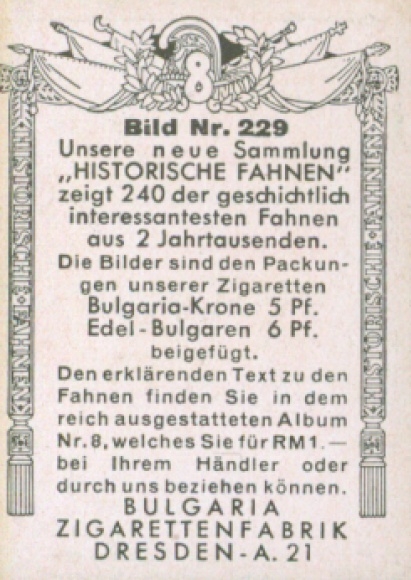 8
Bild Nr. 229
Unsere neue Sammlung
„HISTORISCHE FAHNEN"
zeigt 240 der geschichtlich
interessantesten Fahnen
aus 2 Jahrtausenden.
Die Bilder sind den Packun-
gen unserer Zigaretten
Bulgaria-Krone 5 Pf.
Edel-Bulgaren 6 Pf.
beigefügt.
Den erklärenden Text zu den
Fahnen finden Sie in dem
reich ausgestatteten Album
Nr. 8, welches Sie für RM 1.—
bei Ihrem Händler oder
durch uns beziehen können.
BULGARIA
ZIGARETTENFABRIK
DRESDEN-A. 21
HISTORISCHE·FAHNEN
HISTORISCHE·FAHNEN